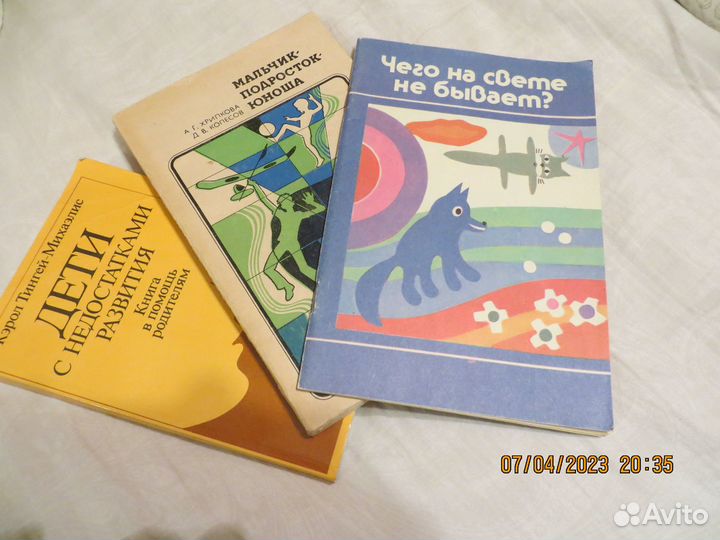 Чего на свете
не бывает?
МАЛЬЧИК-
ПОДРОСТОК-
ЮНОША
А. Г. ХРИПКОВА
Д. В. КОЛЕСОВ
Кэрол Тингей-Михаэлис
ДЕТИ
С НЕДОСТАТКАМИ
РАЗВИТИЯ
Книга
в помощь
родителям
07/04/2023 20:35
Avito